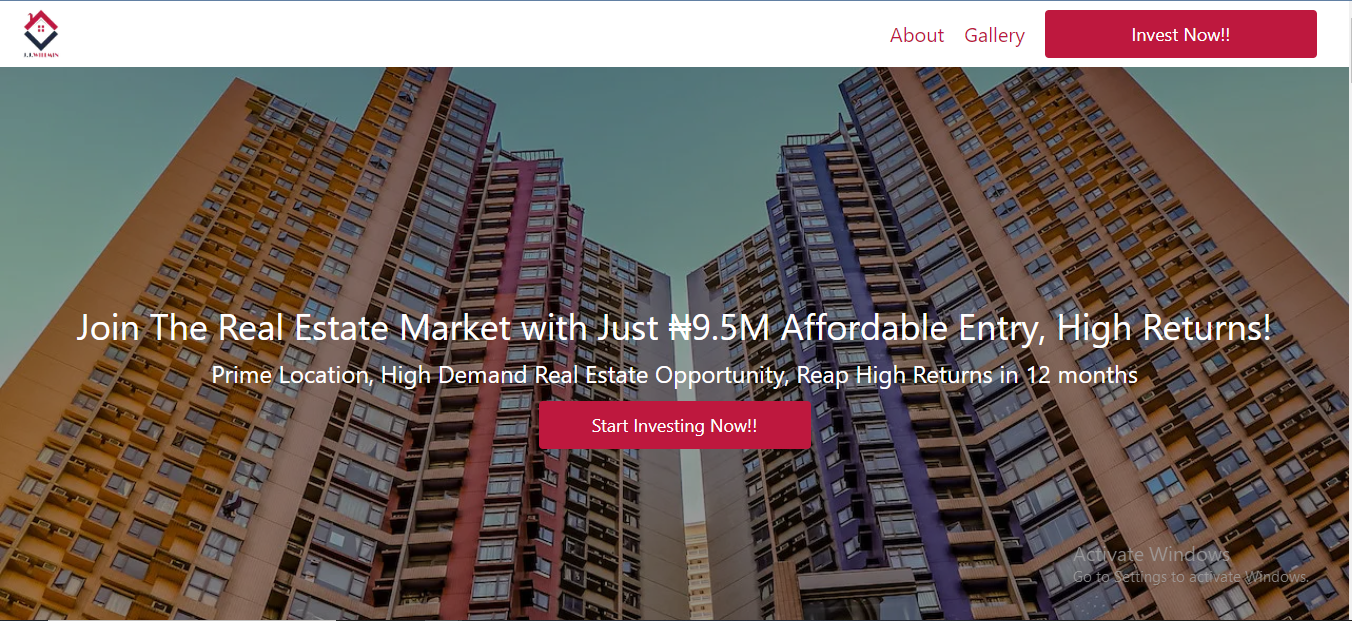 About Gallery Invest Now!!
Join The Real Estate Market with Just ₦9.5M Affordable Entry, High Returns!
Prime Location, High Demand Real Estate Opportunity, Reap High Returns in 12 months
Start Investing Now!!
Activate Windows
Go to Settings to activate Windows.